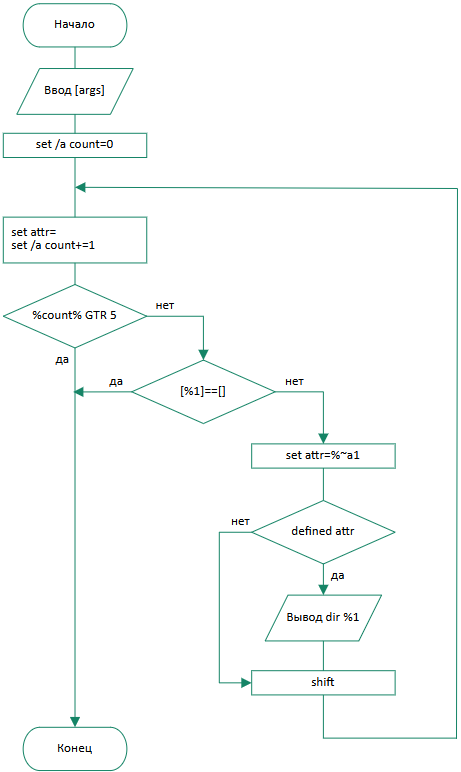 Начало
Ввод [args]
set /a count=0
set attr=
set /a count+=1
%count% GTR 5
нет
да
[%1]==[]
да
нет
set attr=%~a1
defined attr
нет
да
Вывод dir %1
shift
Конец